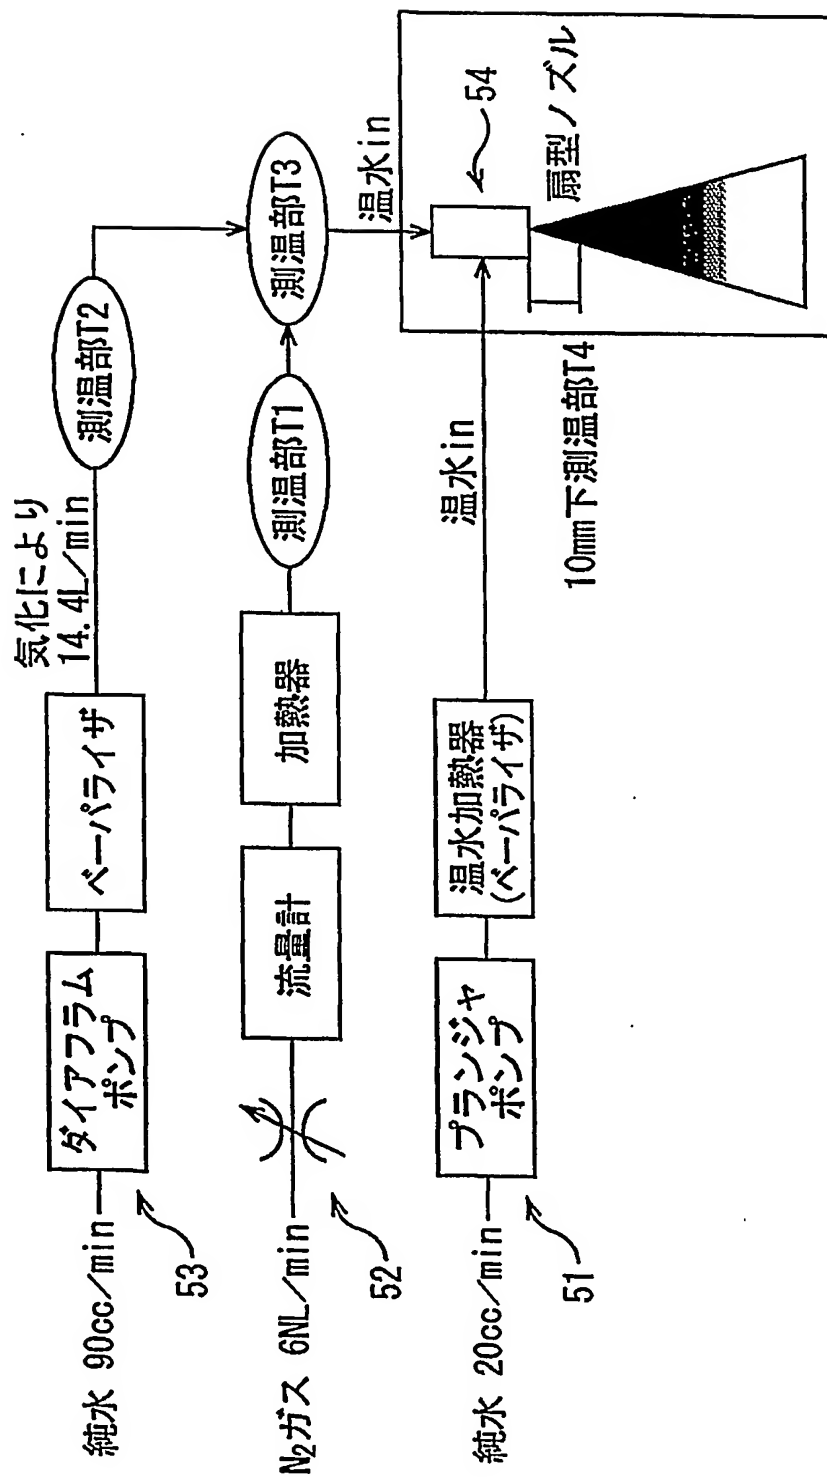 純水 90cc/min
ダイアフラム
ポンプ
ベーパライザ
気化により
14.4L/min
測温部T2
53
N₂ガス 6NL/min
流量計
加熱器
測温部T1
測温部T3
52
温水in
純水 20cc/min
プランジャ
ポンプ
温水加熱器
(ベーパライザ)
温水in
51
54
扇型ノズル
10mm下測温部T4